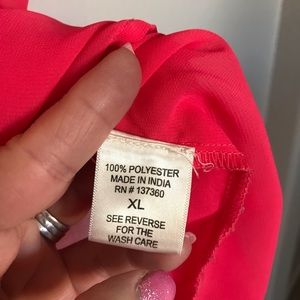 100% POLYESTER
MADE IN INDIA
RN # 137360
XL
SEE REVERSE
FOR THE
WASH CARE